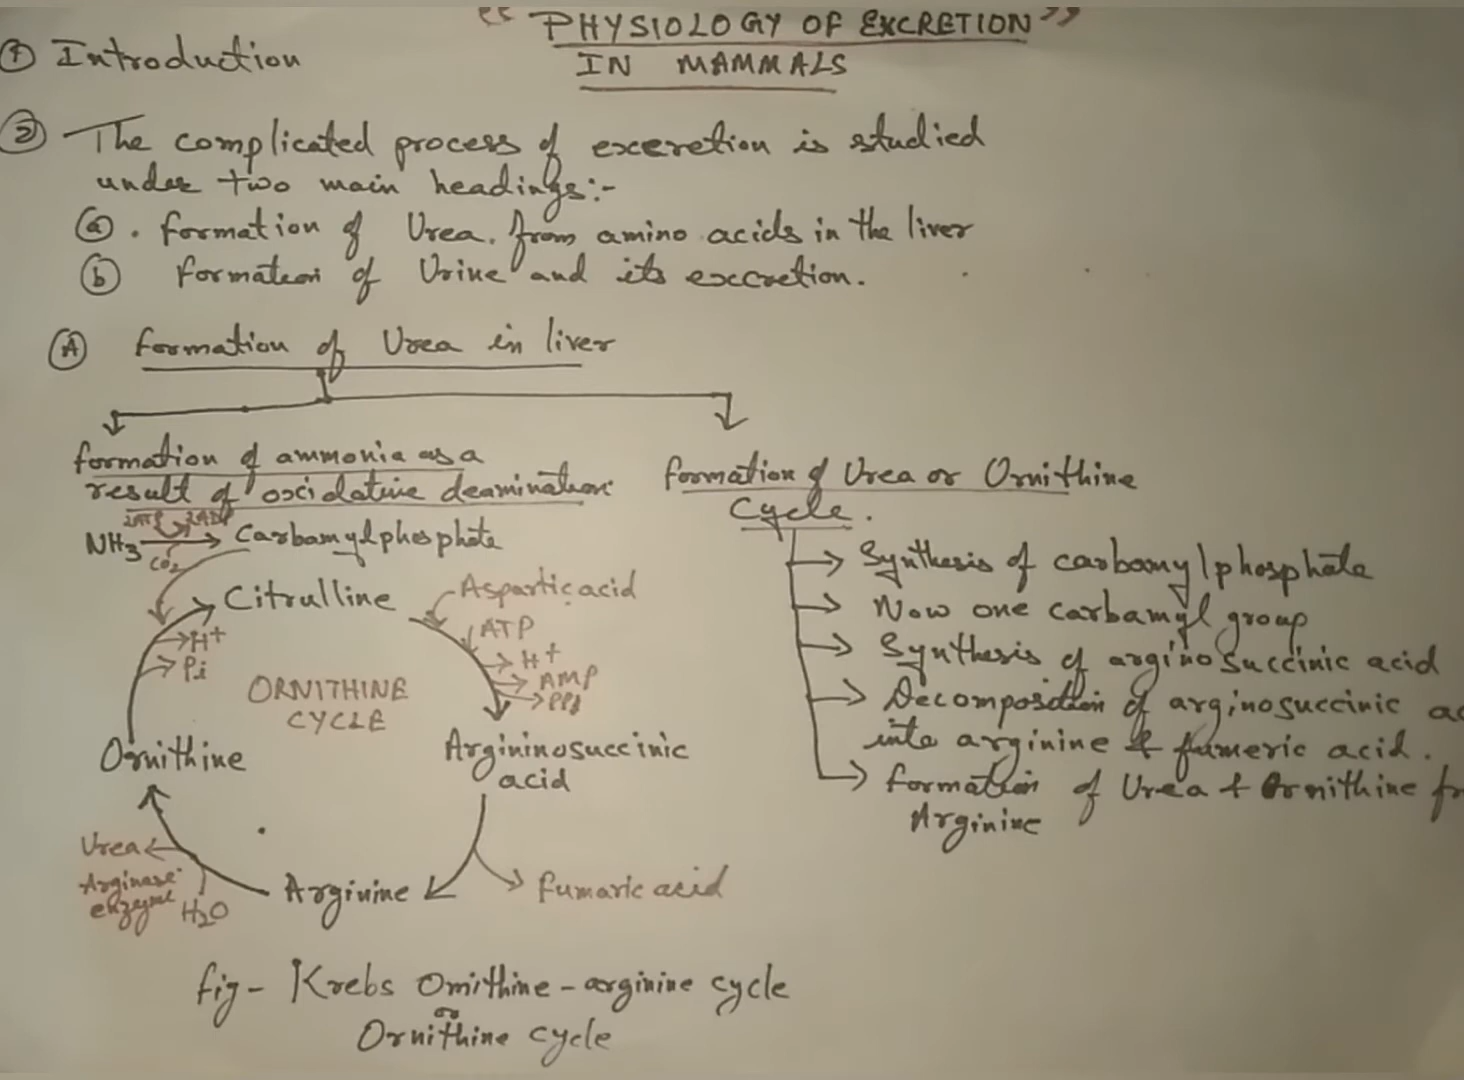 "PHYSIOLOGY OF EXCRETION"
IN MAMMALS
① Introduction
② The complicated process of exceretion is studied
under two main headings:-
ⓐ . formation of Urea. from amino acids in the liver
ⓑ formation of Urine and its excretion.
Ⓐ formation of Urea in liver
formation of ammonia as a
result of oxidative deamination
NH3 2ATP 2ADP CO2 → Carbamylphosphate
Citrulline
Aspartic acid
ATP
H+
AMP
PPi
H+
Pi
ORNITHINE
CYCLE
Ornithine
Argininosuccinic
acid
Urea
Arginase
enzyme
H2O
Arginine
fumaric acid
fig - Krebs Ornithine - arginine cycle
or
Ornithine cycle
formation of Urea or Ornithine
Cycle.
Synthesis of carbamylphosphate
Now one carbamyl group
Synthesis of arginosuccinic acid
Decomposition of arginosuccinic
into arginine & fumeric acid.
formation of Urea + Ornithine
Arginine